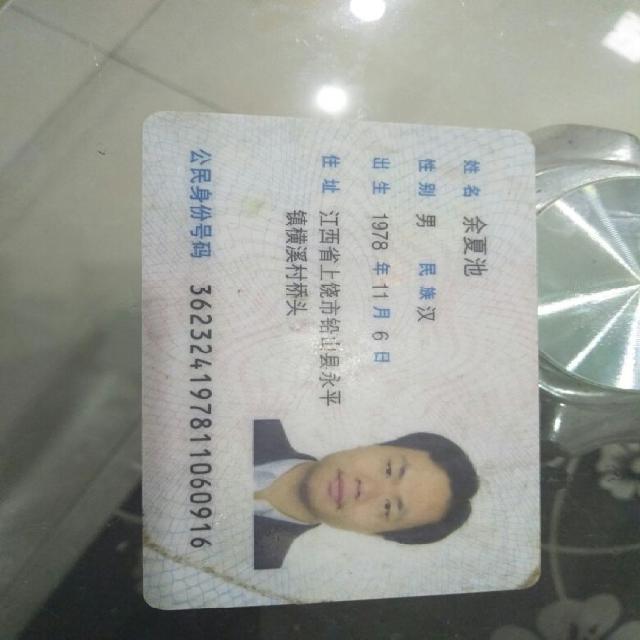 姓名 余夏池
性别 男 民族 汉
出生 1978 年 11 月 6 日
住址 江西省上饶市铅山县永平
镇横溪村桥头
公民身份号码 362324197811060916